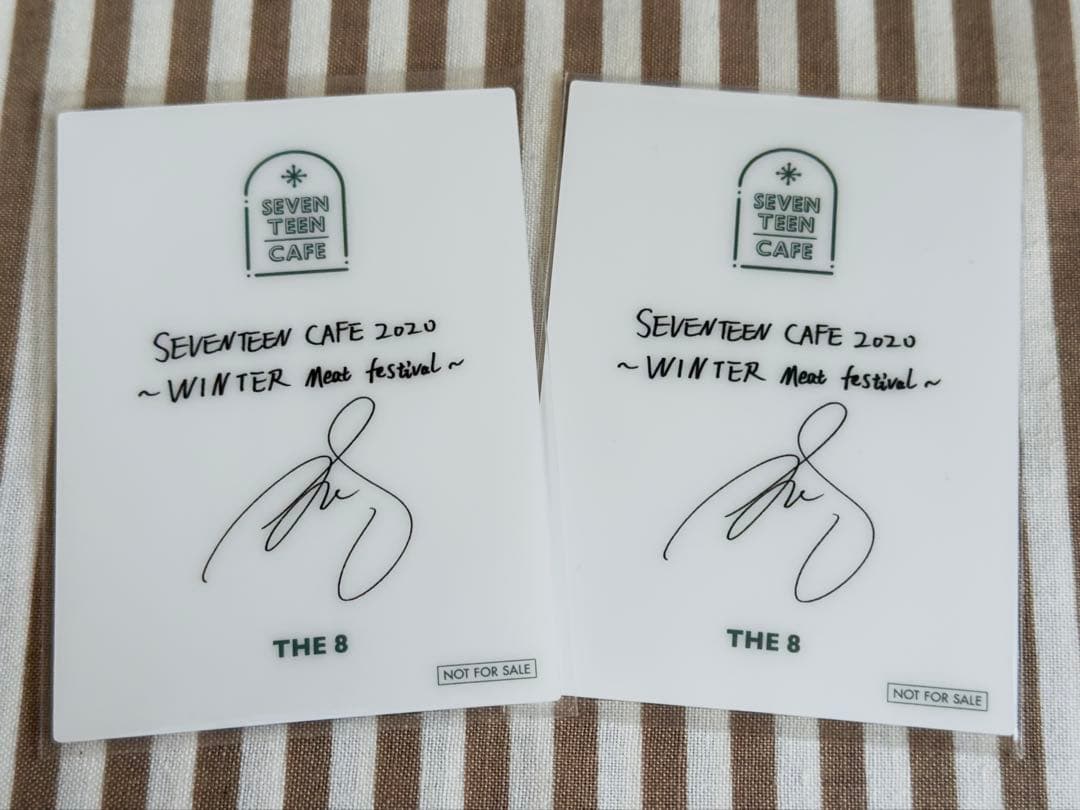 SEVEN
TEEN
CAFE
SEVENTEEN CAFE 2020
~WINTER Meat festival~
THE 8
NOT FOR SALE
SEVEN
TEEN
CAFE
SEVENTEEN CAFE 2020
~WINTER Meat festival~
THE 8
NOT FOR SALE